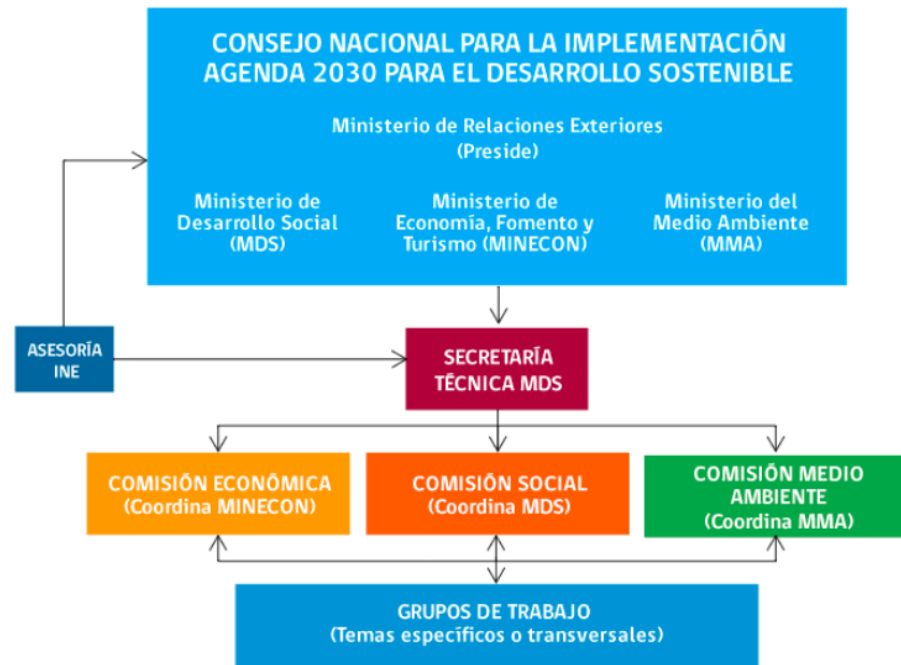 CONSEJO NACIONAL PARA LA IMPLEMENTACIÓN
AGENDA 2030 PARA EL DESARROLLO SOSTENIBLE
Ministerio de Relaciones Exteriores
(Preside)
Ministerio de
Desarrollo Social
(MDS)
Ministerio de
Economía, Fomento y
Turismo (MINECON)
Ministerio del
Medio Ambiente
(MMA)
ASESORÍA
INE
SECRETARÍA
TÉCNICA MDS
COMISIÓN ECONÓMICA
(Coordina MINECON)
COMISIÓN SOCIAL
(Coordina MDS)
COMISIÓN MEDIO
AMBIENTE
(Coordina MMA)
GRUPOS DE TRABAJO
(Temas específicos o transversales)